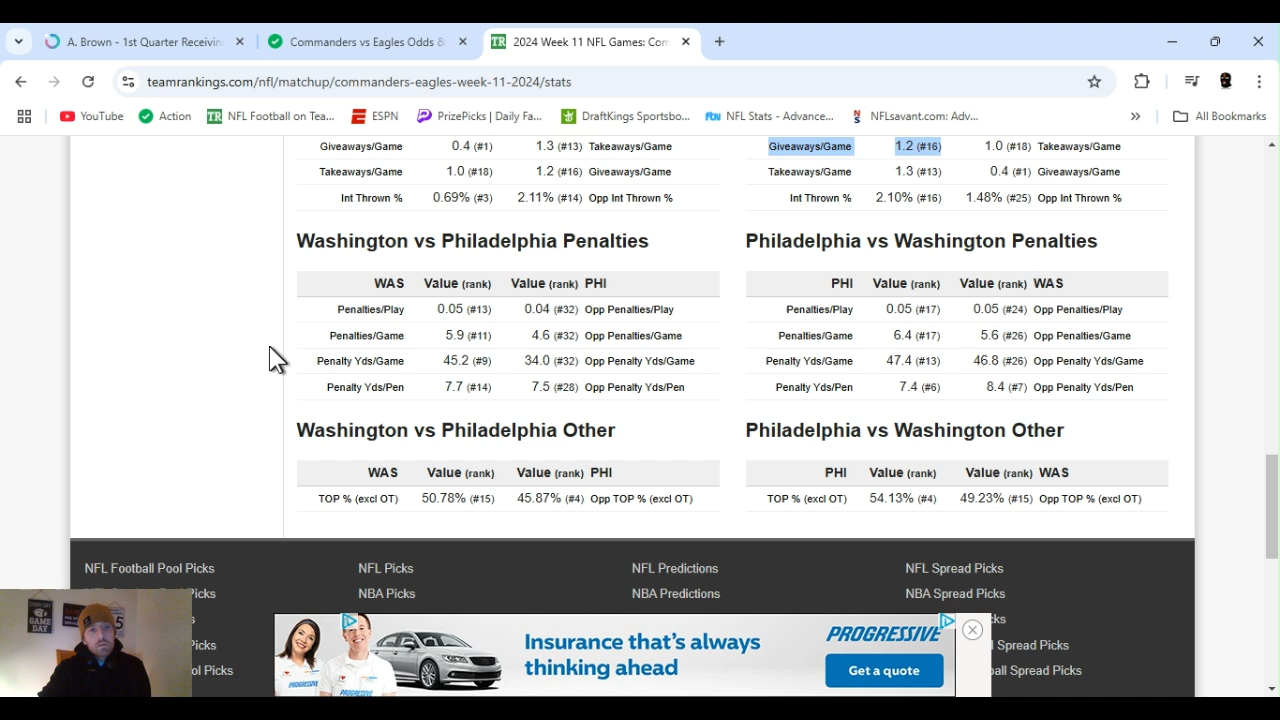 A. Brown - 1st Quarter Receivin
Commanders vs Eagles Odds &
TR 2024 Week 11 NFL Games: Com
teamrankings.com/nfl/matchup/commanders-eagles-week-11-2024/stats
YouTube Action TR NFL Football on Tea... ESPN PrizePicks | Daily Fa... DraftKings Sportsbo... ftn NFL Stats - Advance... NFLsavant.com: Adv... » All Bookmarks
Giveaways/Game 0.4 (#1) 1.3 (#13) Takeaways/Game Giveaways/Game 1.2 (#16) 1.0 (#18) Takeaways/Game
Takeaways/Game 1.0 (#18) 1.2 (#16) Giveaways/Game Takeaways/Game 1.3 (#13) 0.4 (#1) Giveaways/Game
Int Thrown % 0.69% (#3) 2.11% (#14) Opp Int Thrown % Int Thrown % 2.10% (#16) 1.48% (#25) Opp Int Thrown %
Washington vs Philadelphia Penalties Philadelphia vs Washington Penalties
WAS Value (rank) Value (rank) PHI PHI Value (rank) Value (rank) WAS
Penalties/Play 0.05 (#13) 0.04 (#32) Opp Penalties/Play Penalties/Play 0.05 (#17) 0.05 (#24) Opp Penalties/Play
Penalties/Game 5.9 (#11) 4.6 (#32) Opp Penalties/Game Penalties/Game 6.4 (#17) 5.6 (#26) Opp Penalties/Game
Penalty Yds/Game 45.2 (#9) 34.0 (#32) Opp Penalty Yds/Game Penalty Yds/Game 47.4 (#13) 46.8 (#26) Opp Penalty Yds/Game
Penalty Yds/Pen 7.7 (#14) 7.5 (#28) Opp Penalty Yds/Pen Penalty Yds/Pen 7.4 (#6) 8.4 (#7) Opp Penalty Yds/Pen
Washington vs Philadelphia Other Philadelphia vs Washington Other
WAS Value (rank) Value (rank) PHI PHI Value (rank) Value (rank) WAS
TOP % (excl OT) 50.78% (#15) 45.87% (#4) Opp TOP % (excl OT) TOP % (excl OT) 54.13% (#4) 49.23% (#15) Opp TOP % (excl OT)
NFL Football Pool Picks NFL Picks NFL Predictions NFL Spread Picks
Picks NBA Picks NBA Predictions NBA Spread Picks
Picks Spread Picks
ol Picks all Spread Picks
GAME
DAY
Insurance that's always
thinking ahead
PROGRESSIVE
Get a quote